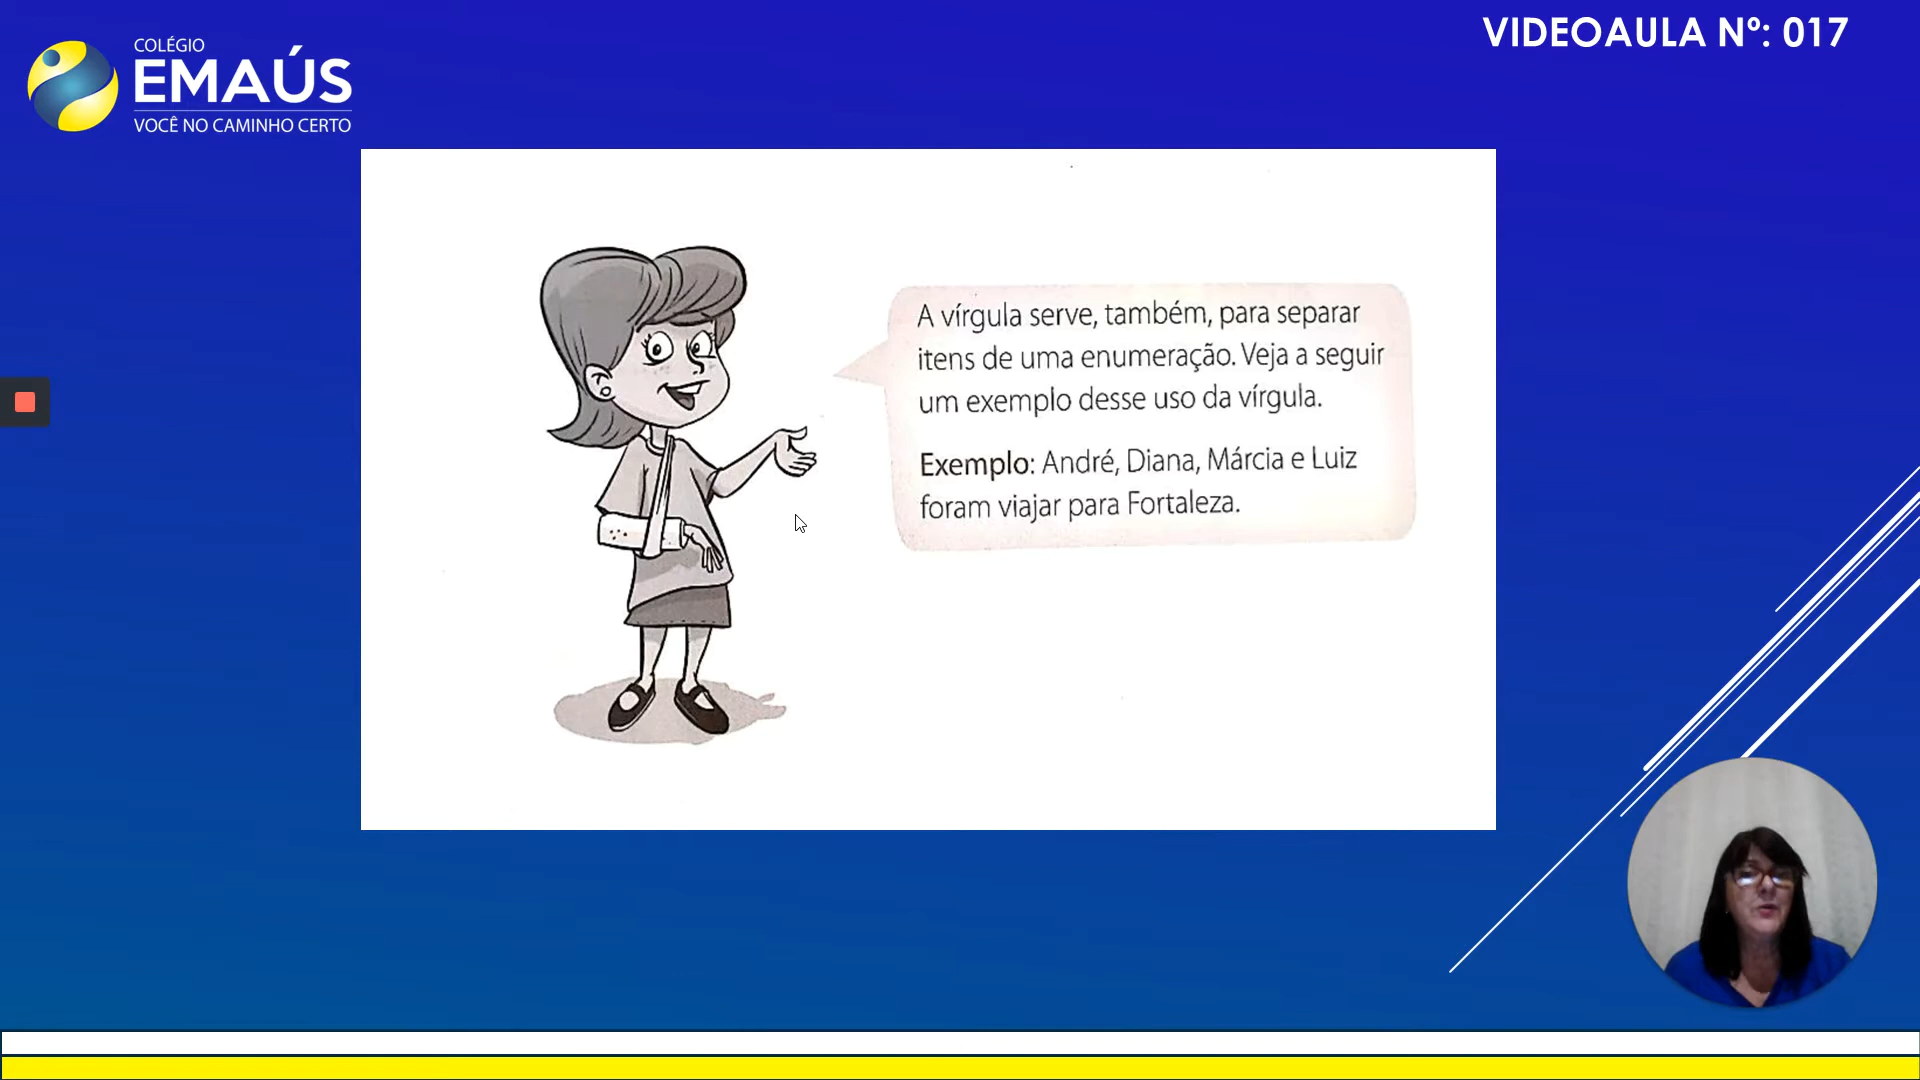 COLÉGIO
EMAÚS
VOCÊ NO CAMINHO CERTO
VIDEOAULA Nº: 017
A vírgula serve, também, para separar
itens de uma enumeração. Veja a seguir
um exemplo desse uso da vírgula.
Exemplo: André, Diana, Márcia e Luiz
foram viajar para Fortaleza.